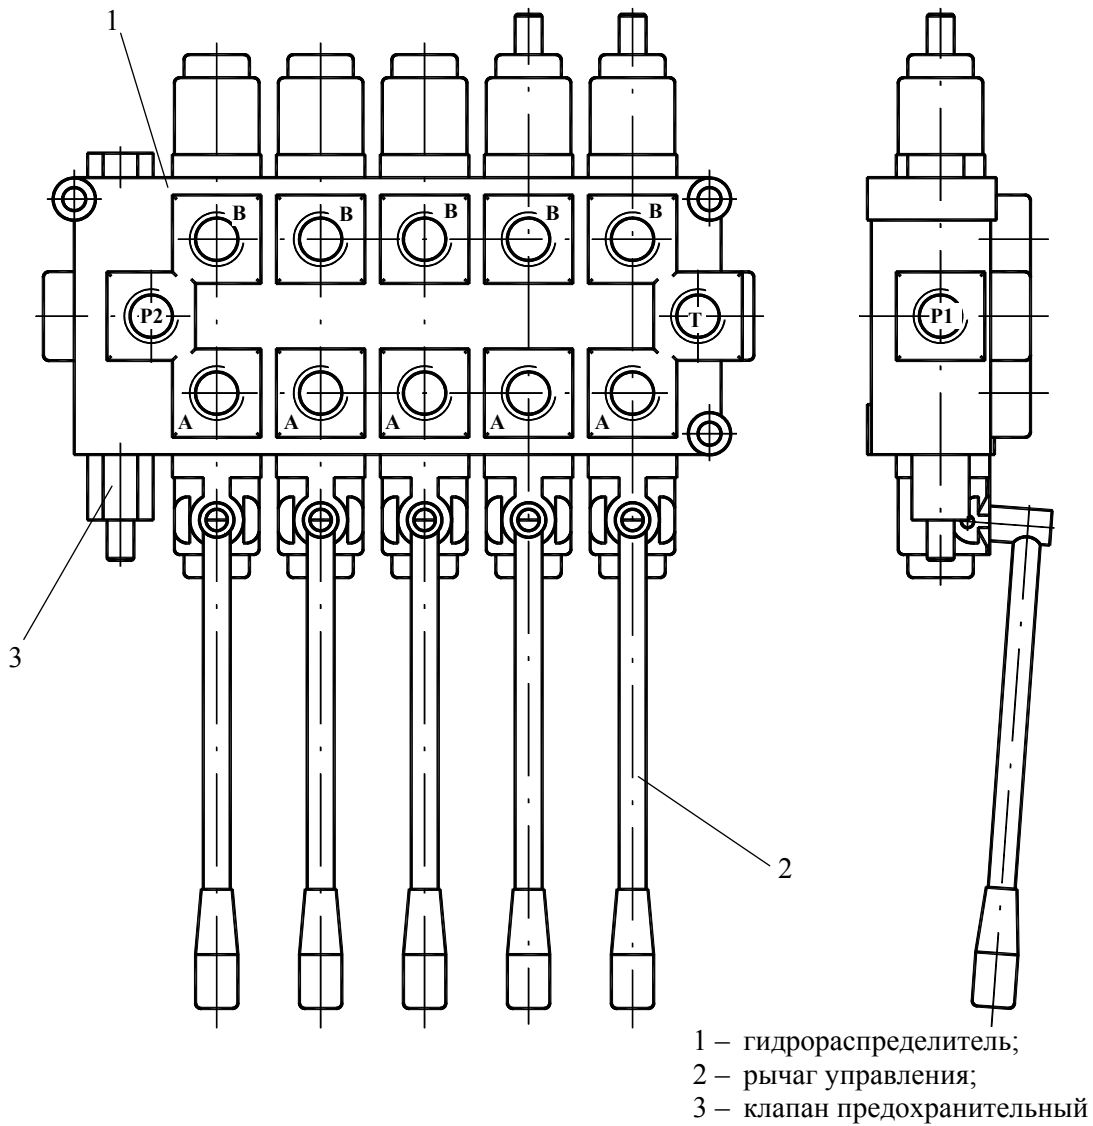 1
B B B B B
P2 T P1
A A A A A
3
2
1 – гидрораспределитель;
2 – рычаг управления;
3 – клапан предохранительный